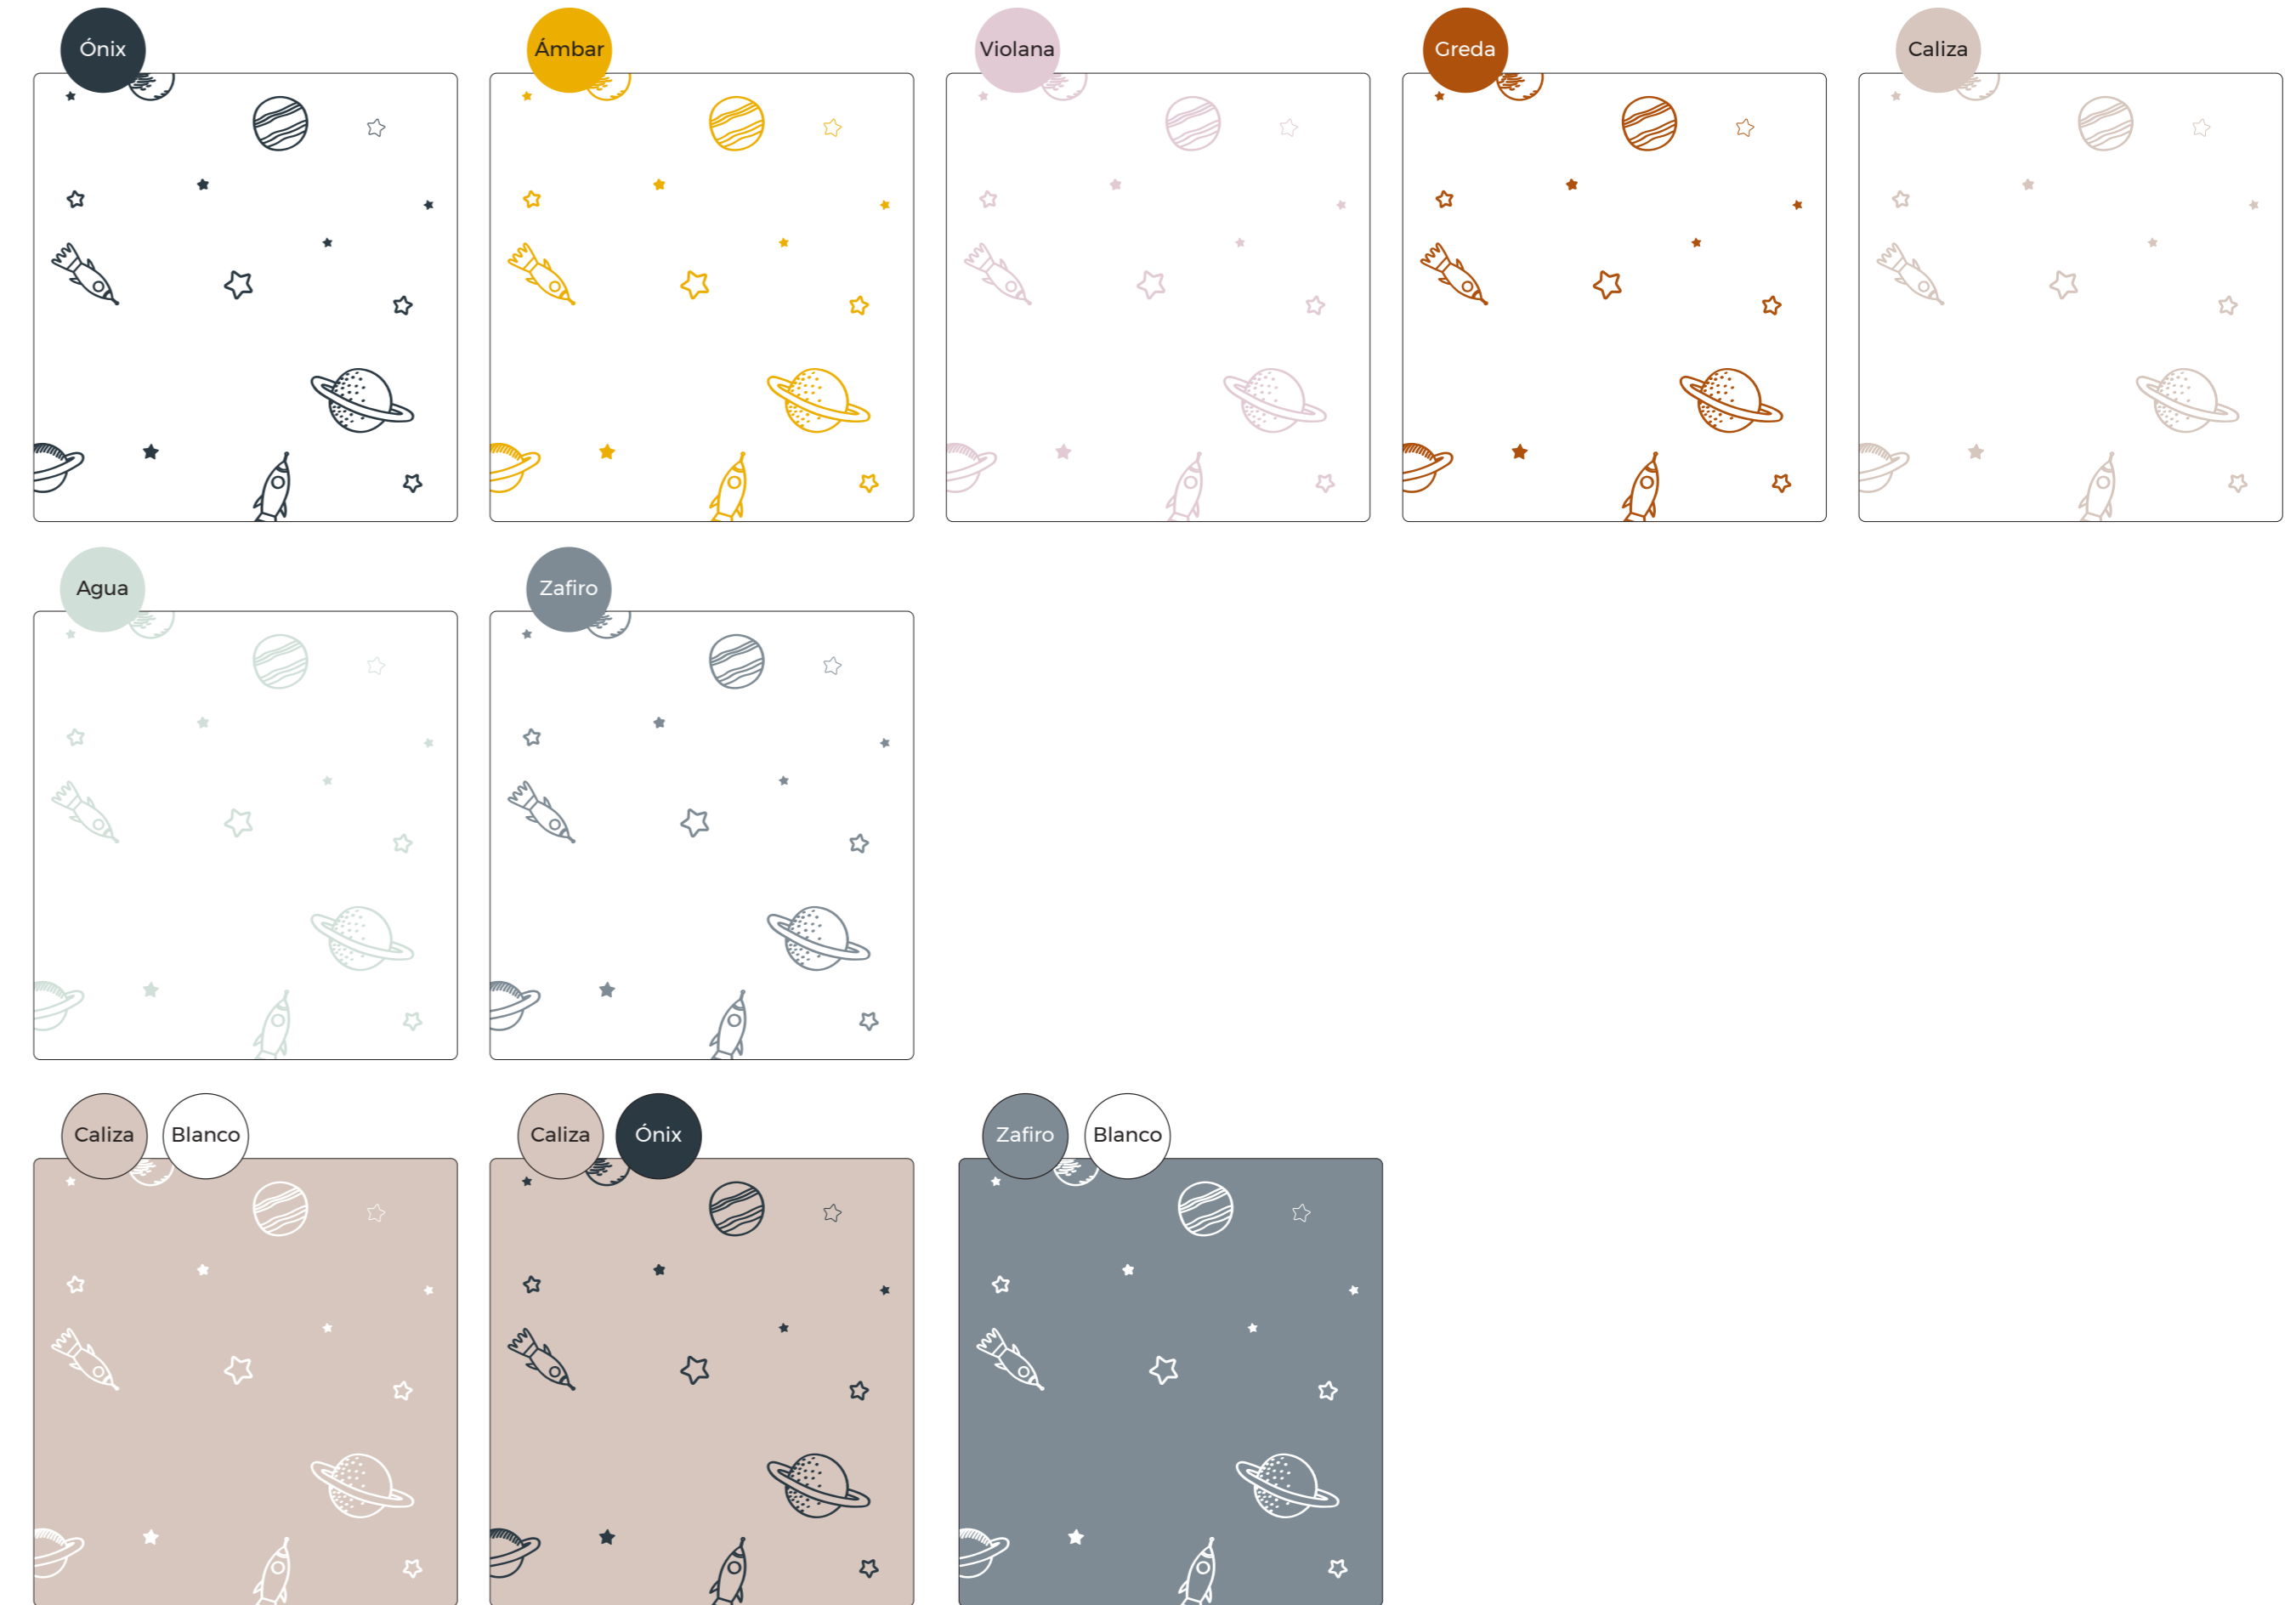 Ónix
Ámbar
Violana
Greda
Caliza
Agua
Zafiro
Caliza
Blanco
Caliza
Ónix
Zafiro
Blanco